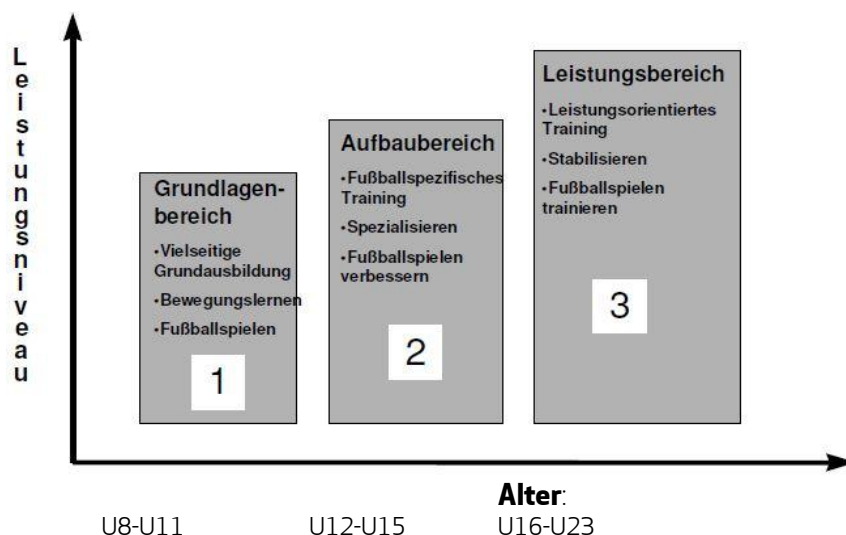 Leistungsniveau
Grundlagen-
bereich
•Vielseitige
Grundausbildung
•Bewegungslernen
•Fußballspielen
1
Aufbaubereich
•Fußballspezifisches
Training
•Spezialisieren
•Fußballspielen
verbessern
2
Leistungsbereich
•Leistungsorientiertes
Training
•Stabilisieren
•Fußballspielen
trainieren
3
Alter:
U8-U11 U12-U15 U16-U23